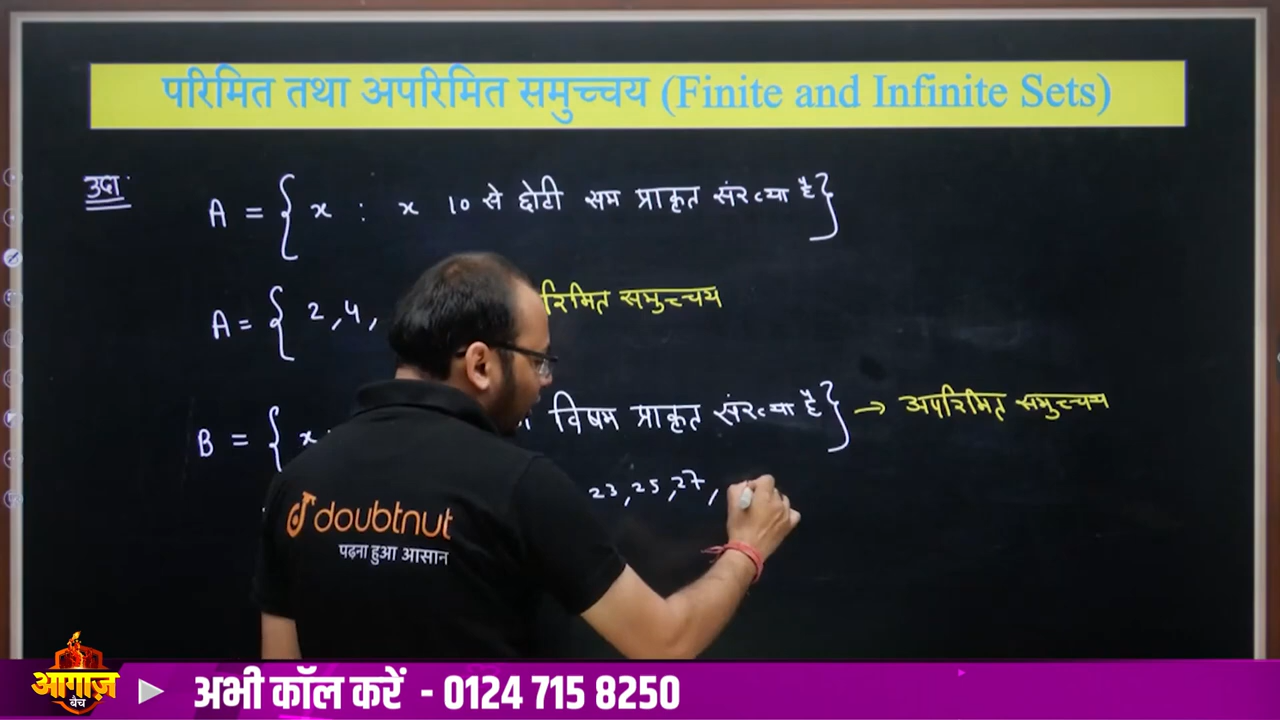 परिमित तथा अपरिमित समुच्चय (Finite and Infinite Sets)
उदा॰
A = { x : x 10 से छोटी सम प्राकृत संख्या है }
A = { 2, 4,
रिमित समुच्चय
B = { x : विषम प्राकृत संख्या है } → अपरिमित समुच्चय
23, 25, 27,
doubtnut
पढ़ना हुआ आसान
आगाज़
बैच
अभी कॉल करें - 0124 715 8250